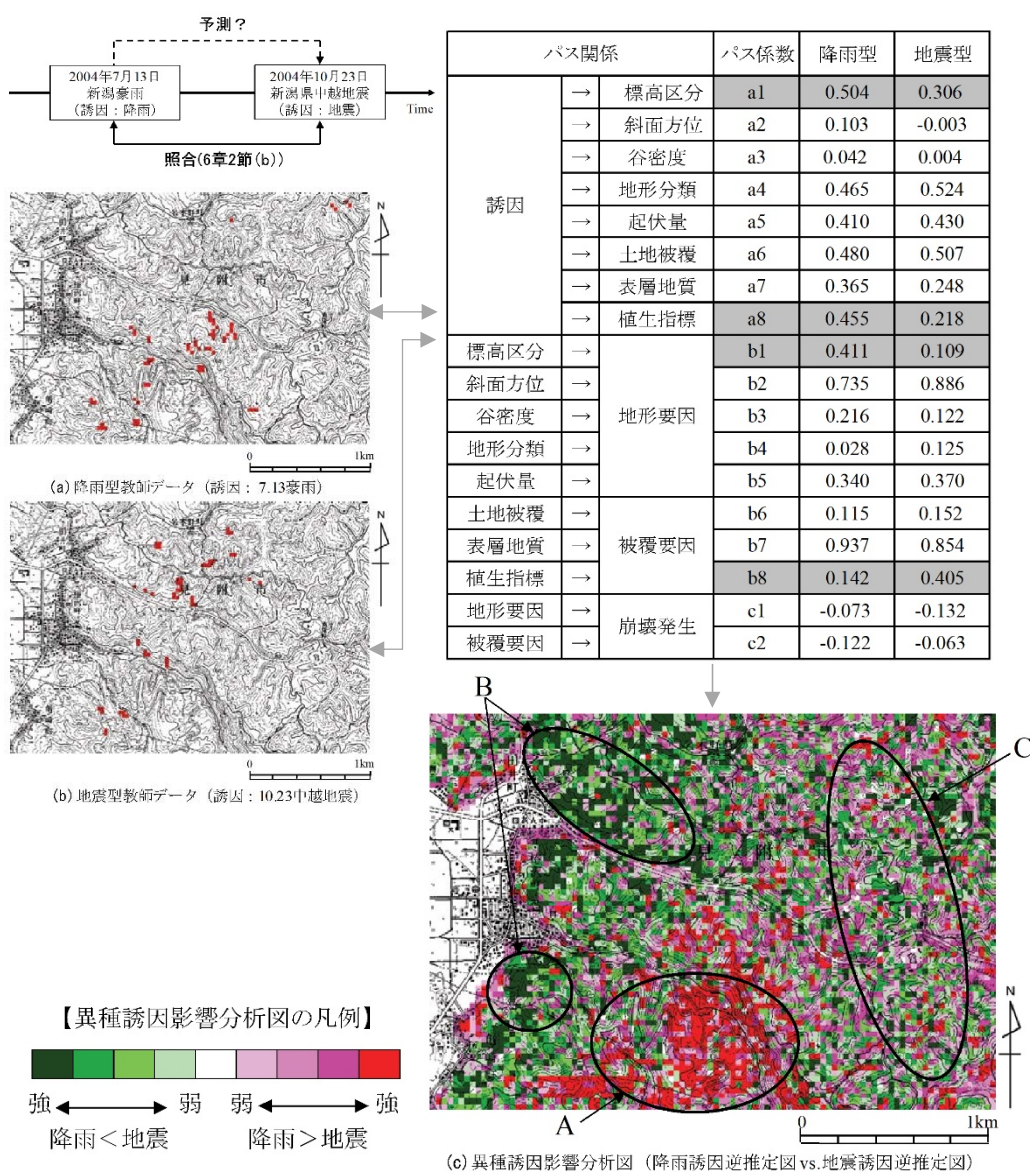 予測？
2004年7月13日
新潟豪雨
(誘因：降雨)
2004年10月23日
新潟県中越地震
(誘因：地震)
Time
照合(6章2節(b))
N
見附市
0 1km
(a) 降雨型教師データ (誘因：7.13豪雨)
N
見附市
0 1km
(b) 地震型教師データ (誘因：10.23中越地震)
パス関係 パス係数 降雨型 地震型
誘因
→ 標高区分 a1 0.504 0.306
→ 斜面方位 a2 0.103 -0.003
→ 谷密度 a3 0.042 0.004
→ 地形分類 a4 0.465 0.524
→ 起伏量 a5 0.410 0.430
→ 土地被覆 a6 0.480 0.507
→ 表層地質 a7 0.365 0.248
→ 植生指標 a8 0.455 0.218
標高区分 → b1 0.411 0.109
斜面方位 → b2 0.735 0.886
谷密度 → 地形要因 b3 0.216 0.122
地形分類 → b4 0.028 0.125
起伏量 → b5 0.340 0.370
土地被覆 → b6 0.115 0.152
表層地質 → 被覆要因 b7 0.937 0.854
植生指標 → b8 0.142 0.405
地形要因 → 崩壊発生 c1 -0.073 -0.132
被覆要因 → c2 -0.122 -0.063
B
C
A
見附市
N
0 1km
(c) 異種誘因影響分析図 (降雨誘因逆推定図 vs. 地震誘因逆推定図)
【異種誘因影響分析図の凡例】
強 弱 弱 強
降雨＜地震 降雨＞地震